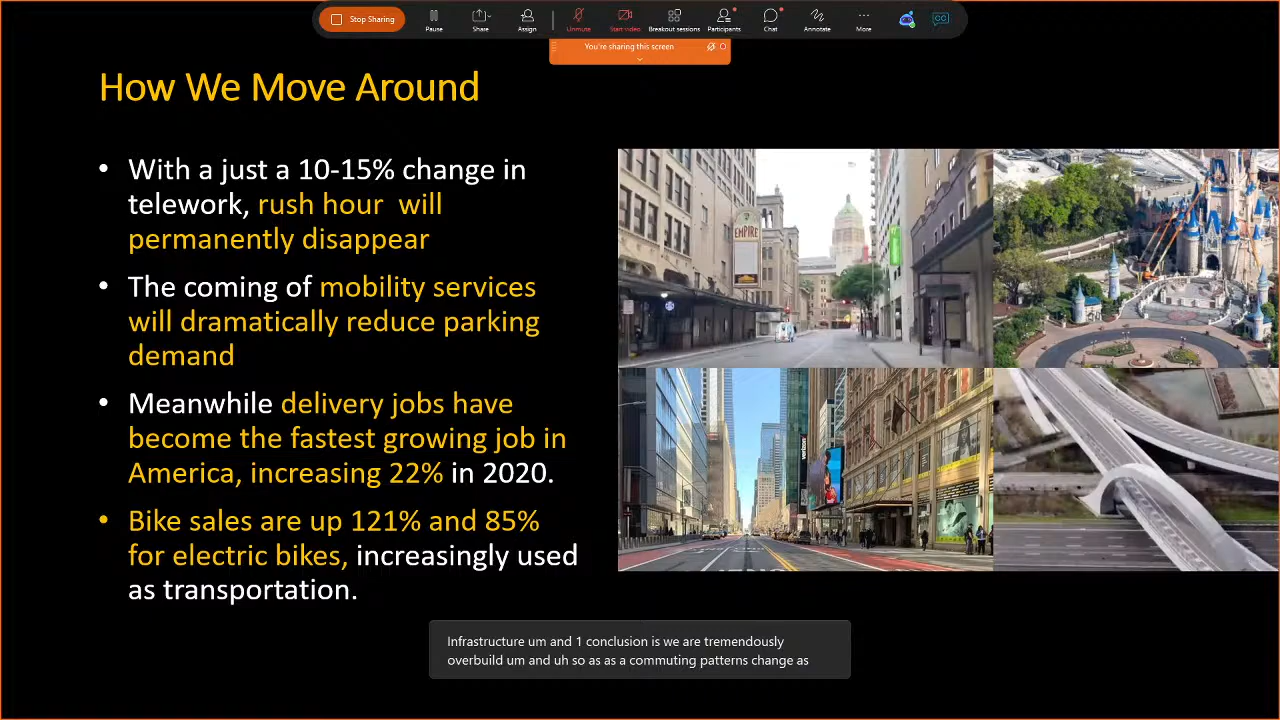 Stop Sharing
Pause
Share
Assign
Unmute
Start video
Breakout sessions
Participants
Chat
Annotate
More
CC
You're sharing this screen
How We Move Around
• With a just a 10-15% change in
telework, rush hour will
permanently disappear
• The coming of mobility services
will dramatically reduce parking
demand
• Meanwhile delivery jobs have
become the fastest growing job in
America, increasing 22% in 2020.
• Bike sales are up 121% and 85%
for electric bikes, increasingly used
as transportation.
EMPIRE
verizon
Infrastructure um and 1 conclusion is we are tremendously
overbuild um and uh so as as a commuting patterns change as